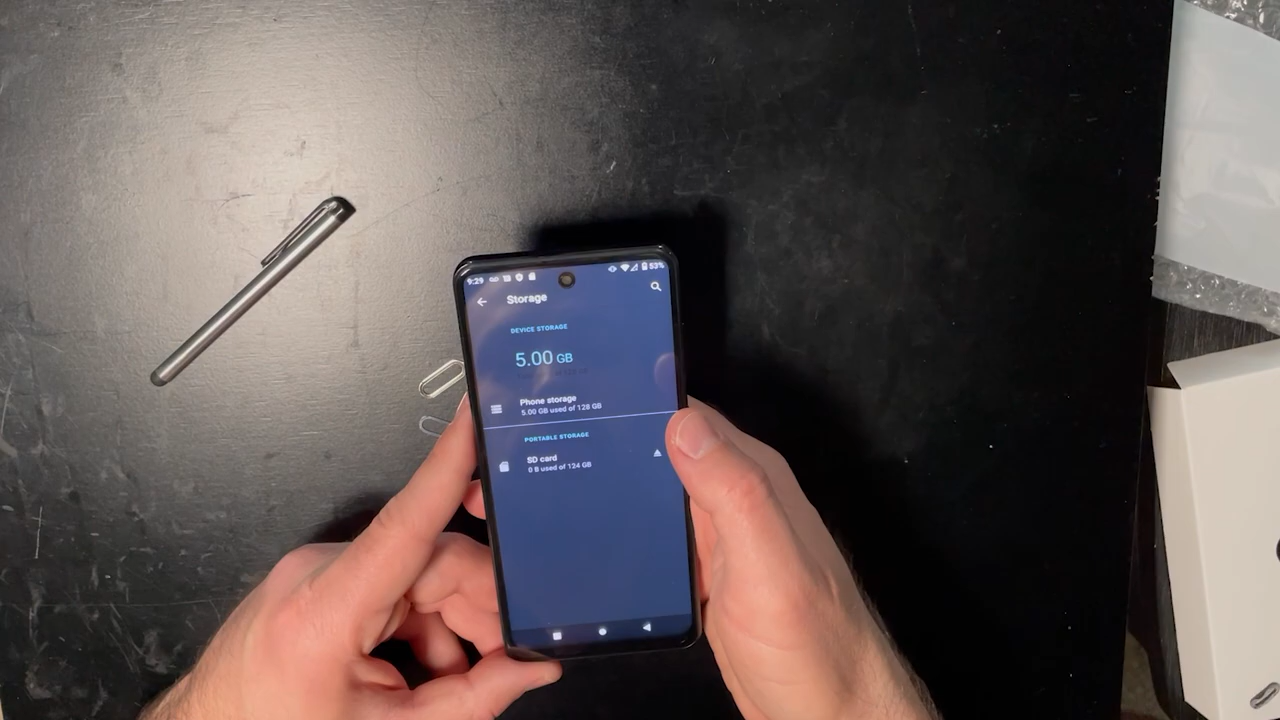 9:29 53%
Storage
DEVICE STORAGE
5.00 GB
Phone storage
5.00 GB used of 128 GB
PORTABLE STORAGE
SD card
0 B used of 124 GB